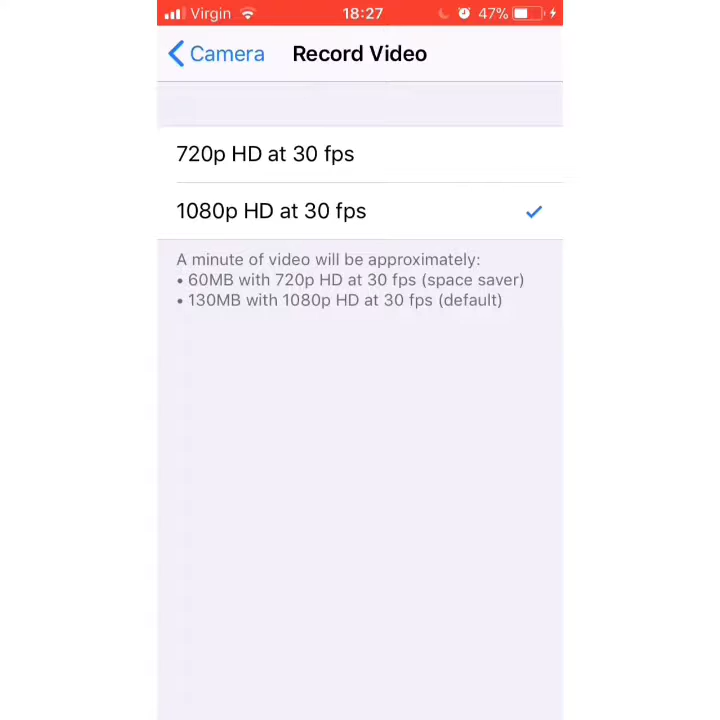 Virgin 18:27 47%
Camera Record Video
720p HD at 30 fps
1080p HD at 30 fps
A minute of video will be approximately:
• 60MB with 720p HD at 30 fps (space saver)
• 130MB with 1080p HD at 30 fps (default)